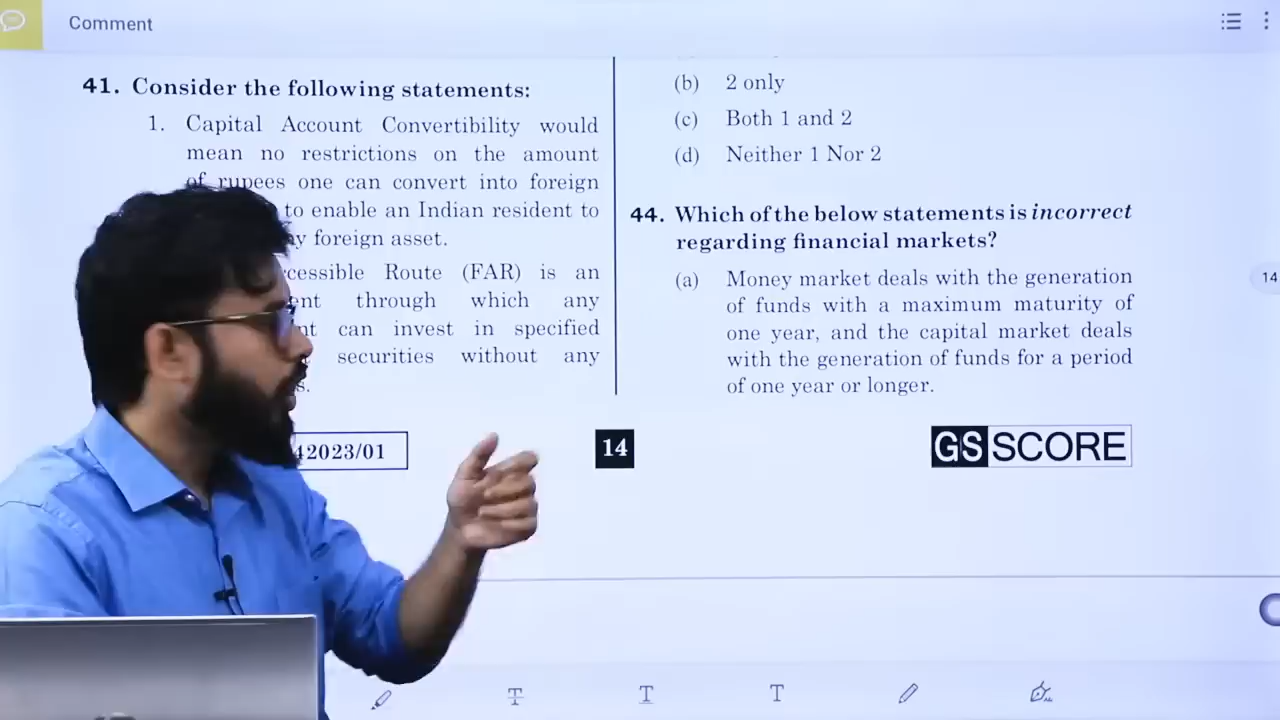 Comment
41. Consider the following statements:
1. Capital Account Convertibility would
mean no restrictions on the amount
of rupees one can convert into foreign
to enable an Indian resident to
foreign asset.
Route (FAR) is an
through which any
can invest in specified
securities without any
42023/01
14
(b) 2 only
(c) Both 1 and 2
(d) Neither 1 Nor 2
44. Which of the below statements is incorrect
regarding financial markets?
(a) Money market deals with the generation
of funds with a maximum maturity of
one year, and the capital market deals
with the generation of funds for a period
of one year or longer.
GS SCORE
14
T
T
T